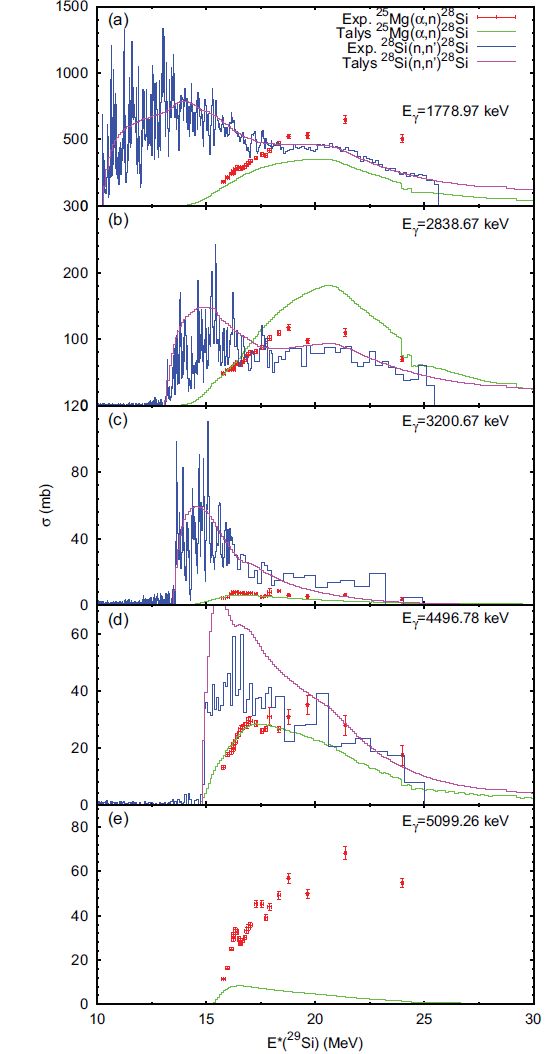 (a)
Exp. ²⁵Mg(α,n)²⁸Si
Talys ²⁵Mg(α,n)²⁸Si
Exp. ²⁸Si(n,n')²⁸Si
Talys ²⁸Si(n,n')²⁸Si
1500
1000
500
Eγ=1778.97 keV
300
(b)
Eγ=2838.67 keV
200
100
120
(c)
Eγ=3200.67 keV
80
40
0
(d)
Eγ=4496.78 keV
60
40
20
0
(e)
Eγ=5099.26 keV
80
60
40
20
0
σ (mb)
10 15 20 25 30
E*(²⁹Si) (MeV)